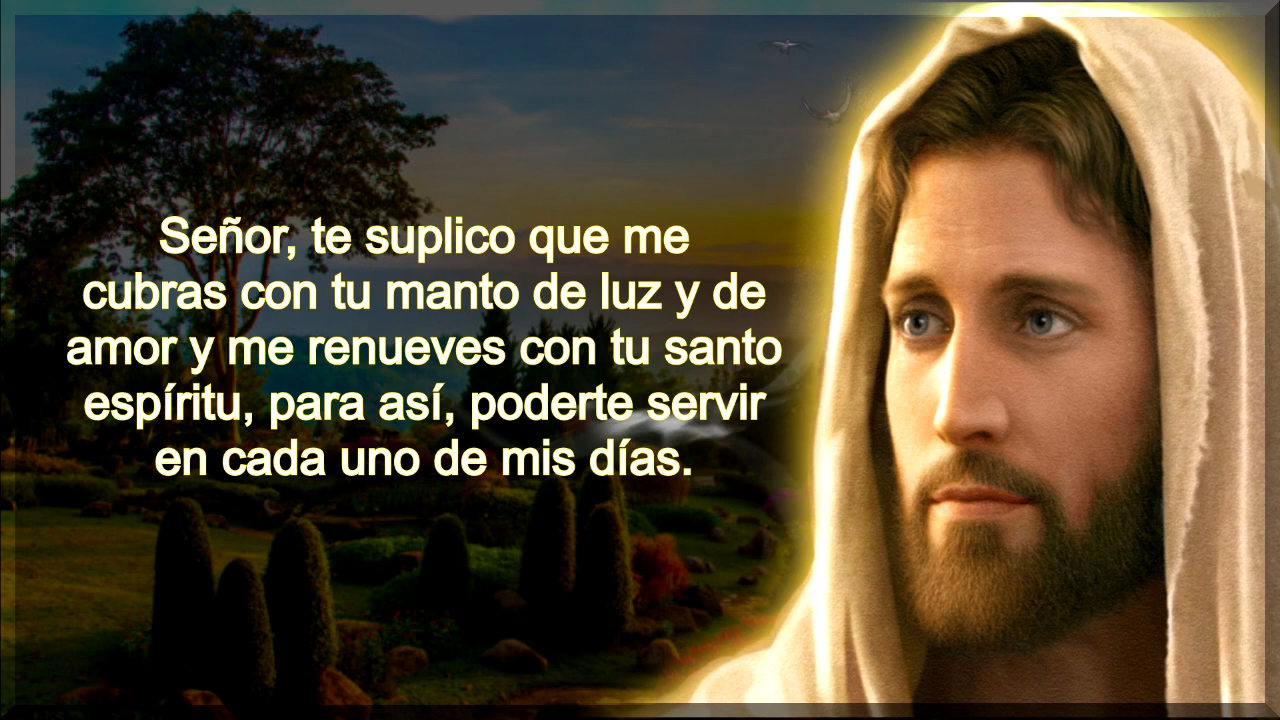 Señor, te suplico que me
cubras con tu manto de luz y de
amor y me renueves con tu santo
espíritu, para así, poderte servir
en cada uno de mis días.